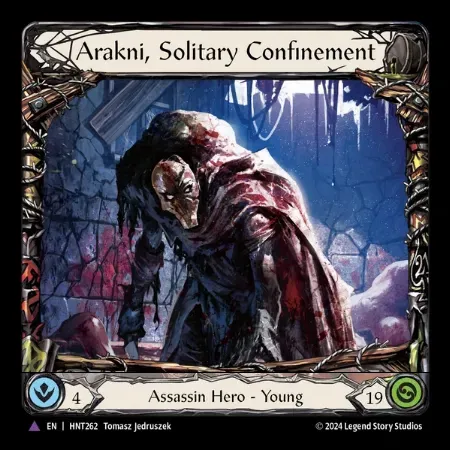 Arakni, Solitary Confinement
4
Assassin Hero - Young
19
EN | HNT262 Tomasz Jedruszek
© 2024 Legend Story Studios